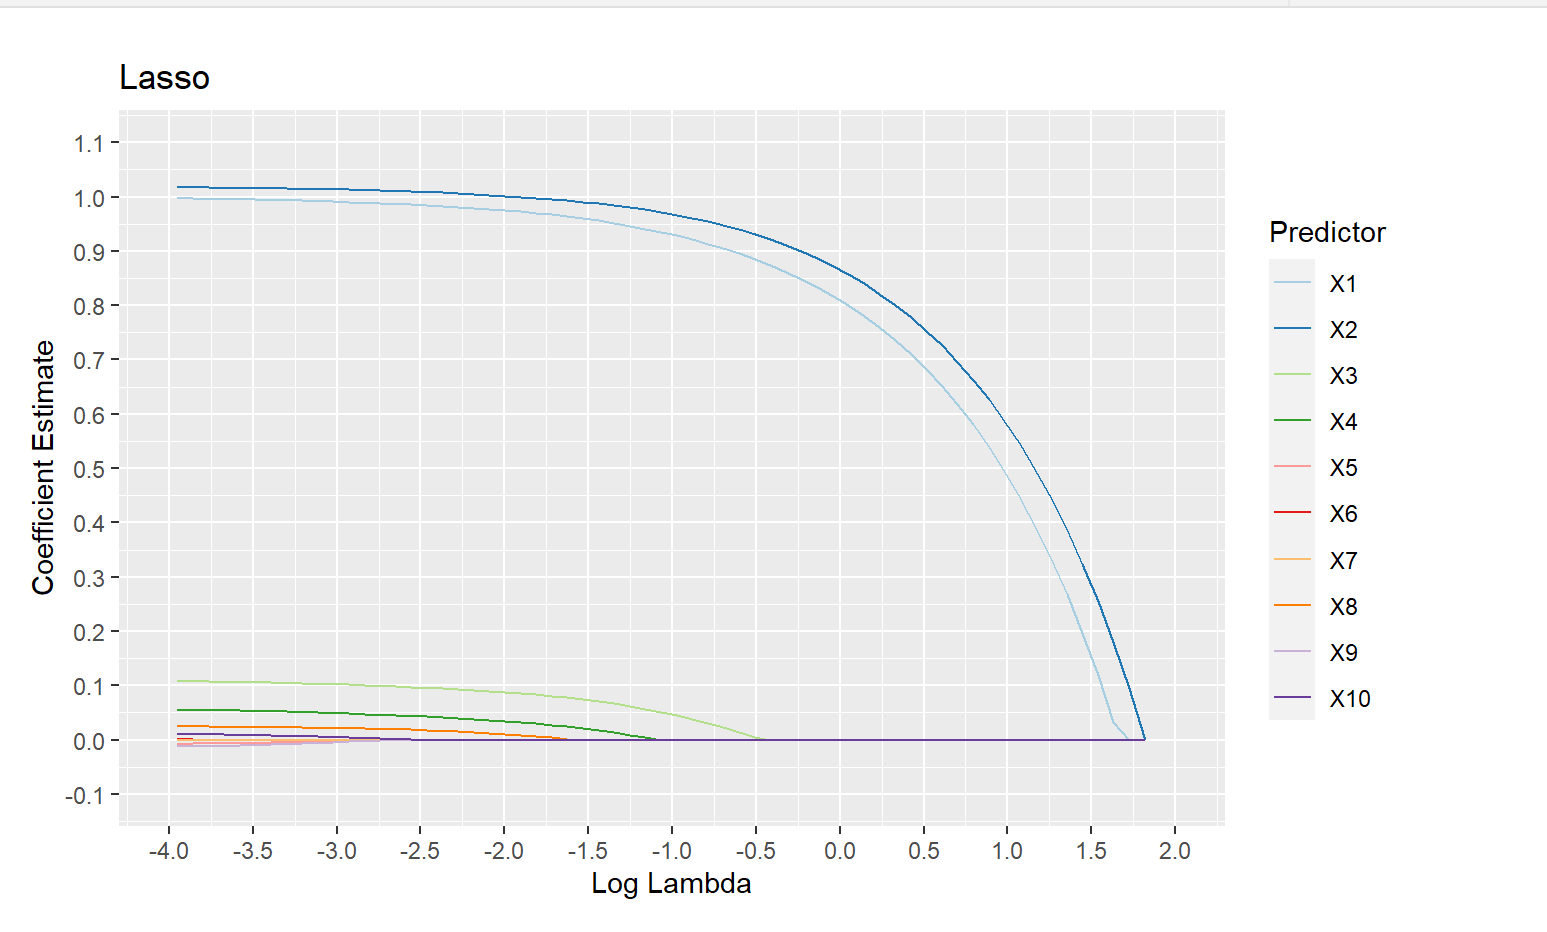 Lasso
1.1
1.0
0.9
0.8
0.7
0.6
0.5
0.4
0.3
0.2
0.1
0.0
-0.1
Coefficient Estimate
-4.0 -3.5 -3.0 -2.5 -2.0 -1.5 -1.0 -0.5 0.0 0.5 1.0 1.5 2.0
Log Lambda
Predictor
X1
X2
X3
X4
X5
X6
X7
X8
X9
X10